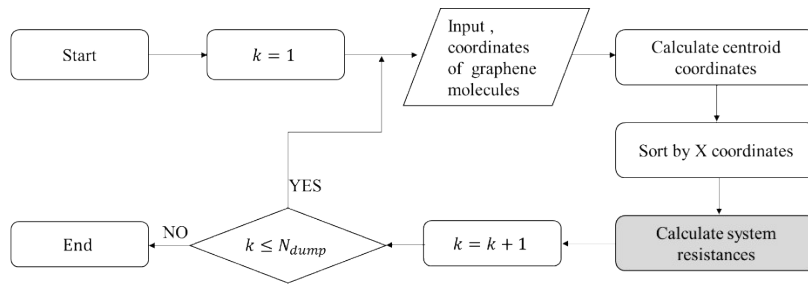 Start
k = 1
Input ,
coordinates
of graphene
molecules
Calculate centroid
coordinates
Sort by X coordinates
Calculate system
resistances
k = k + 1
k ≤ N_dump
YES
NO
End